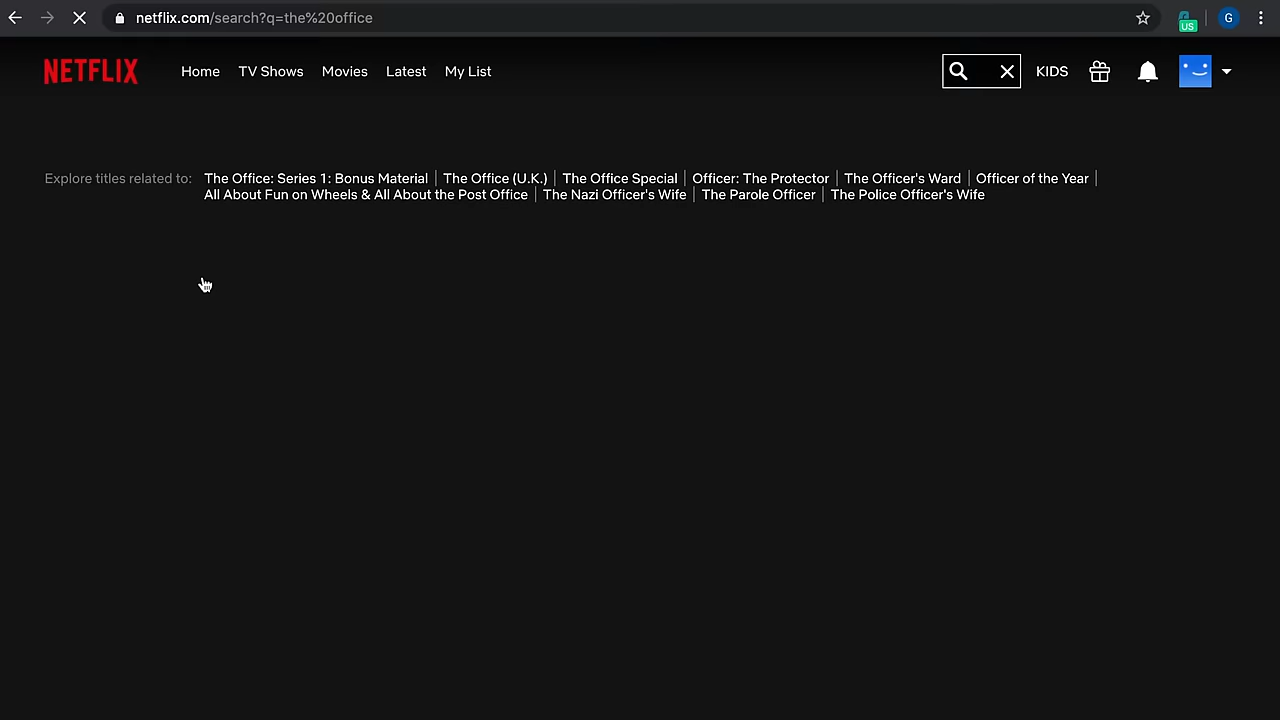 netflix.com/search?q=the%20office
US
G
NETFLIX Home TV Shows Movies Latest My List KIDS
Explore titles related to: The Office: Series 1: Bonus Material | The Office (U.K.) | The Office Special | Officer: The Protector | The Officer's Ward | Officer of the Year |
All About Fun on Wheels & All About the Post Office | The Nazi Officer's Wife | The Parole Officer | The Police Officer's Wife